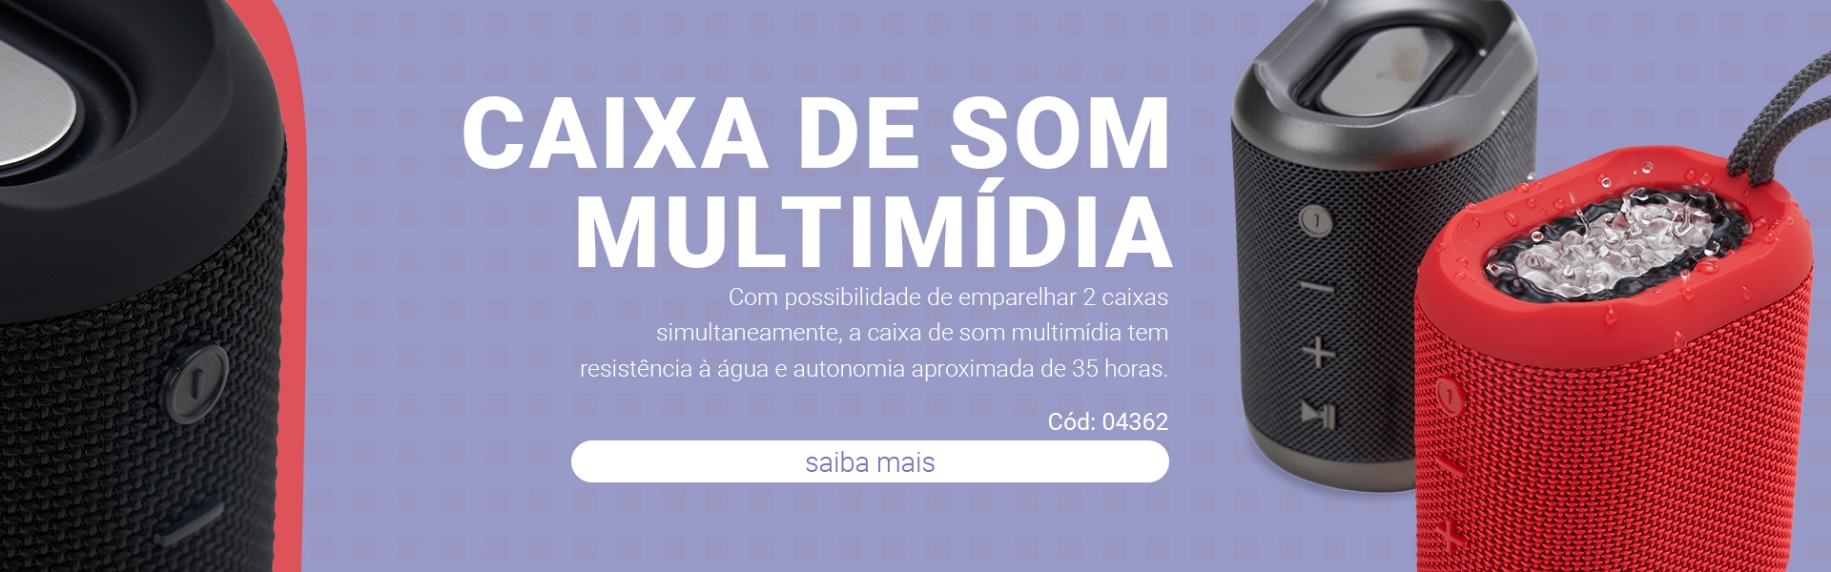 CAIXA DE SOM
MULTIMÍDIA
Com possibilidade de emparelhar 2 caixas
simultaneamente, a caixa de som multimídia tem
resistência à água e autonomia aproximada de 35 horas.
Cód: 04362
saiba mais